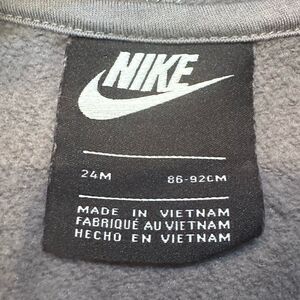 NIKE
24M 86-92CM
MADE IN VIETNAM
FABRIQUÉ AU VIETNAM
HECHO EN VIETNAM